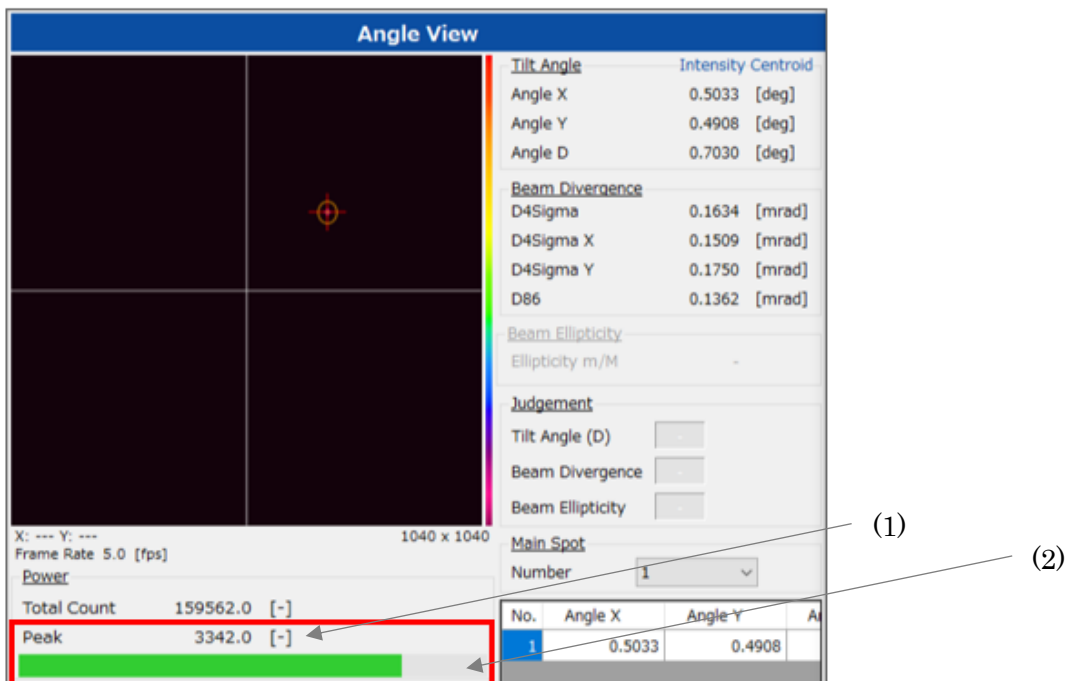 Angle View
Tilt Angle Intensity Centroid
Angle X 0.5033 [deg]
Angle Y 0.4908 [deg]
Angle D 0.7030 [deg]
Beam Divergence
D4Sigma 0.1634 [mrad]
D4Sigma X 0.1509 [mrad]
D4Sigma Y 0.1750 [mrad]
D86 0.1362 [mrad]
Beam Ellipticity
Ellipticity m/M -
Judgement
Tilt Angle (D) -
Beam Divergence -
Beam Ellipticity -
X: --- Y: --- 1040 x 1040
Frame Rate 5.0 [fps]
Power
Total Count 159562.0 [-]
Peak 3342.0 [-]
Main Spot
Number 1
No. Angle X Angle Y
1 0.5033 0.4908
(1)
(2)